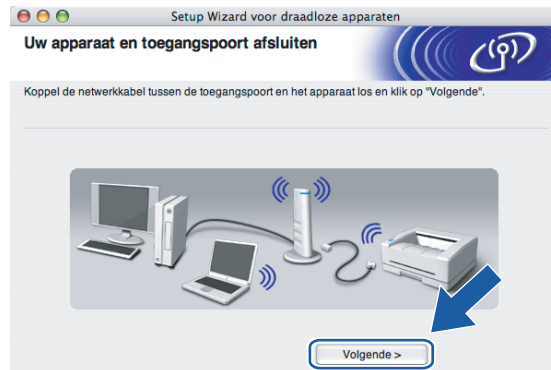 Setup Wizard voor draadloze apparaten
Uw apparaat en toegangspoort afsluiten
Koppel de netwerkkabel tussen de toegangspoort en het apparaat los en klik op "Volgende".
Volgende >